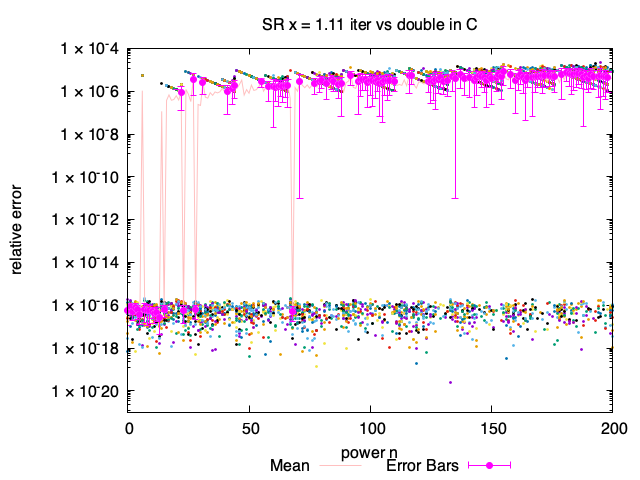 SR x = 1.11 iter vs double in C
1 × 10⁻⁴
1 × 10⁻⁶
1 × 10⁻⁸
1 × 10⁻¹⁰
1 × 10⁻¹²
1 × 10⁻¹⁴
1 × 10⁻¹⁶
1 × 10⁻¹⁸
1 × 10⁻²⁰
relative error
0 50 100 150 200
power n
Mean Error Bars